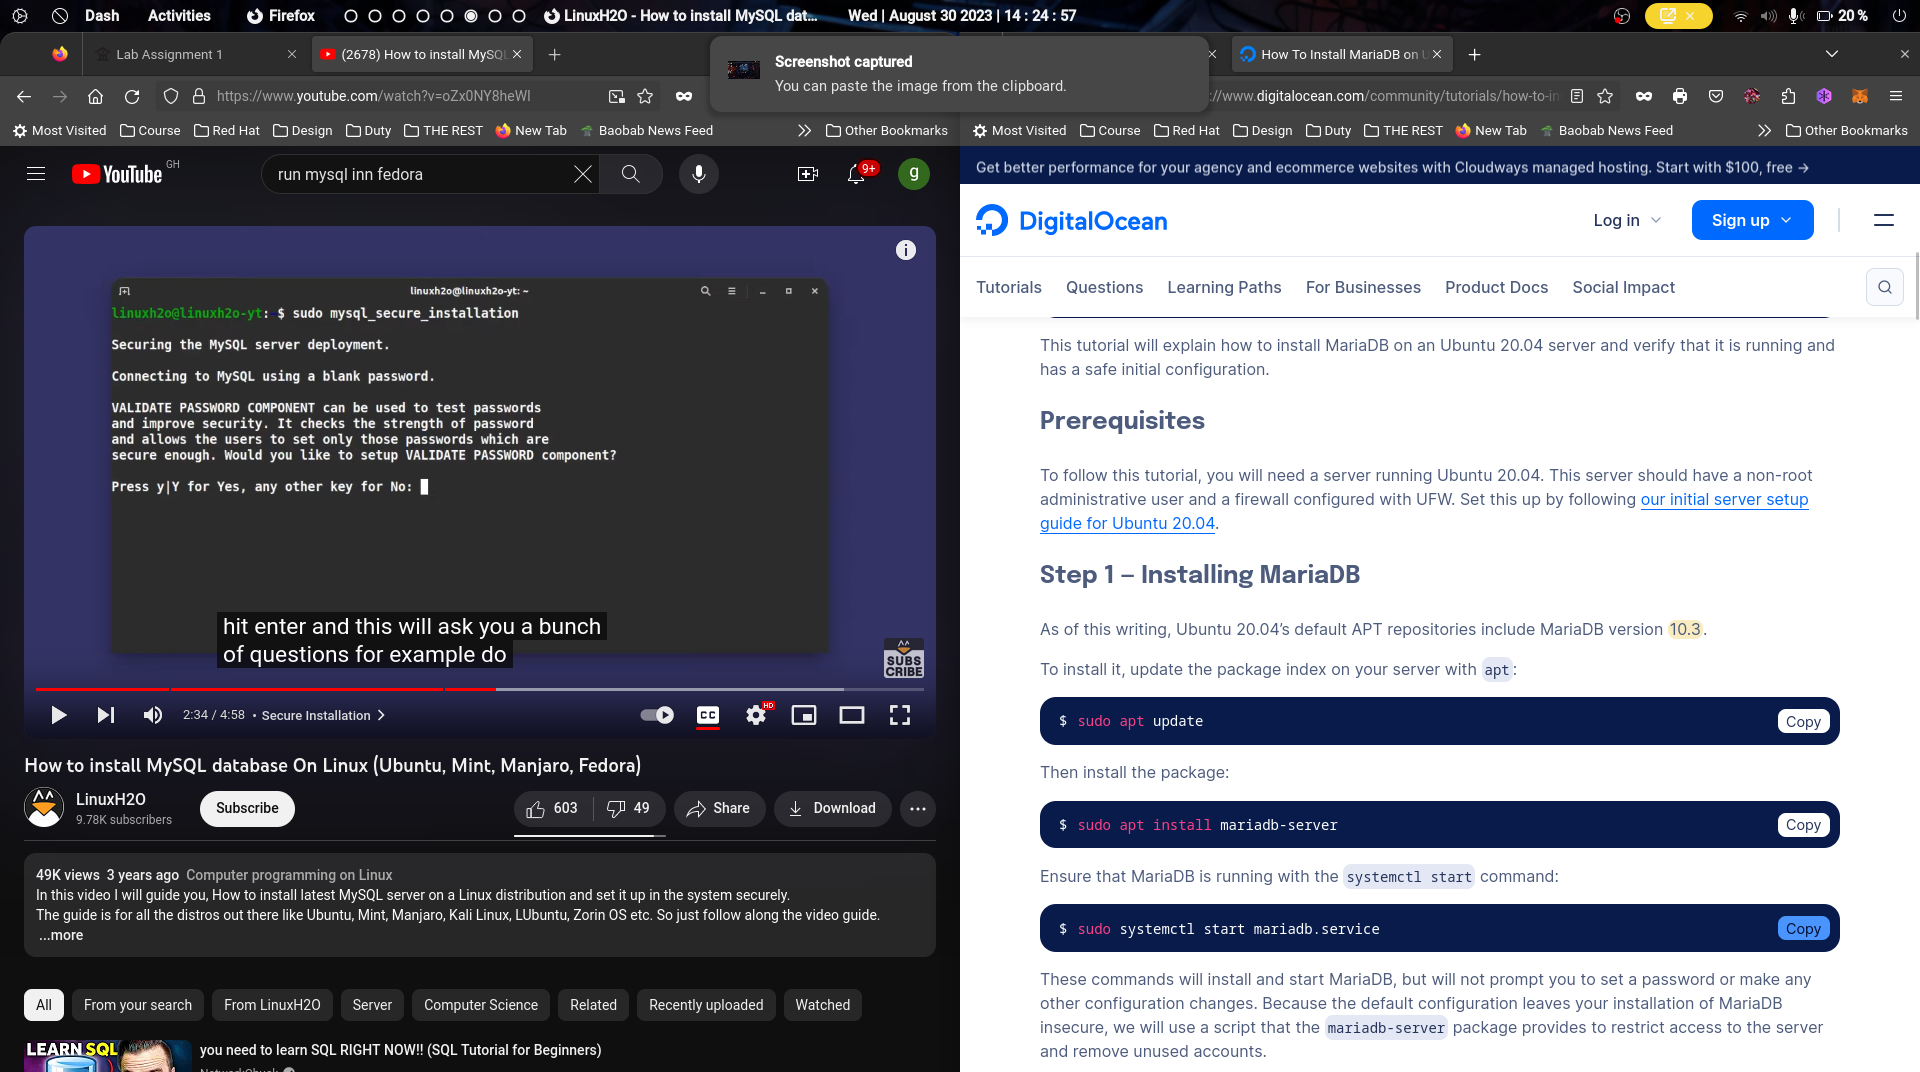 Dash
Activities
Firefox
LinuxH2O - How to install MySQL dat...
Wed | August 30 2023 | 14 : 24 : 57
20 %
Lab Assignment 1
(2678) How to install MySQL
Screenshot captured
You can paste the image from the clipboard.
How To Install MariaDB on U
https://www.youtube.com/watch?v=oZx0NY8heWI
://www.digitalocean.com/community/tutorials/how-to-in
Most Visited
Course
Red Hat
Design
Duty
THE REST
New Tab
Baobab News Feed
Other Bookmarks
Most Visited
Course
Red Hat
Design
Duty
THE REST
New Tab
Baobab News Feed
Other Bookmarks
YouTube GH
run mysql inn fedora
9+
g
linuxh2o@linuxh2o-yt: ~
linuxh2o@linuxh2o-yt:~$ sudo mysql_secure_installation
Securing the MySQL server deployment.
Connecting to MySQL using a blank password.
VALIDATE PASSWORD COMPONENT can be used to test passwords
and improve security. It checks the strength of password
and allows the users to set only those passwords which are
secure enough. Would you like to setup VALIDATE PASSWORD component?
Press y|Y for Yes, any other key for No:
hit enter and this will ask you a bunch
of questions for example do
SUBS
CRIBE
2:34 / 4:58 • Secure Installation
CC
HD
How to install MySQL database On Linux (Ubuntu, Mint, Manjaro, Fedora)
LinuxH2O
9.78K subscribers
Subscribe
603
49
Share
Download
49K views 3 years ago Computer programming on Linux
In this video I will guide you, How to install latest MySQL server on a Linux distribution and set it up in the system securely.
The guide is for all the distros out there like Ubuntu, Mint, Manjaro, Kali Linux, LUbuntu, Zorin OS etc. So just follow along the video guide.
...more
All
From your search
From LinuxH2O
Server
Computer Science
Related
Recently uploaded
Watched
LEARN SQL
you need to learn SQL RIGHT NOW!! (SQL Tutorial for Beginners)
NetworkChuck
Get better performance for your agency and ecommerce websites with Cloudways managed hosting. Start with $100, free →
DigitalOcean
Log in
Sign up
Tutorials
Questions
Learning Paths
For Businesses
Product Docs
Social Impact
This tutorial will explain how to install MariaDB on an Ubuntu 20.04 server and verify that it is running and
has a safe initial configuration.
Prerequisites
To follow this tutorial, you will need a server running Ubuntu 20.04. This server should have a non-root
administrative user and a firewall configured with UFW. Set this up by following our initial server setup
guide for Ubuntu 20.04.
Step 1 — Installing MariaDB
As of this writing, Ubuntu 20.04’s default APT repositories include MariaDB version 10.3.
To install it, update the package index on your server with apt:
$ sudo apt update
Copy
Then install the package:
$ sudo apt install mariadb-server
Copy
Ensure that MariaDB is running with the systemctl start command:
$ sudo systemctl start mariadb.service
Copy
These commands will install and start MariaDB, but will not prompt you to set a password or make any
other configuration changes. Because the default configuration leaves your installation of MariaDB
insecure, we will use a script that the mariadb-server package provides to restrict access to the server
and remove unused accounts.